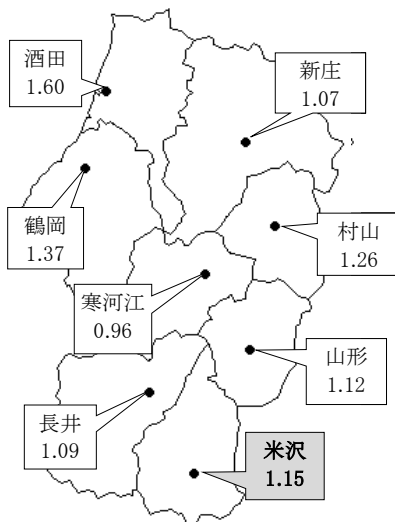 酒田
1.60
新庄
1.07
鶴岡
1.37
村山
1.26
寒河江
0.96
山形
1.12
長井
1.09
米沢
1.15